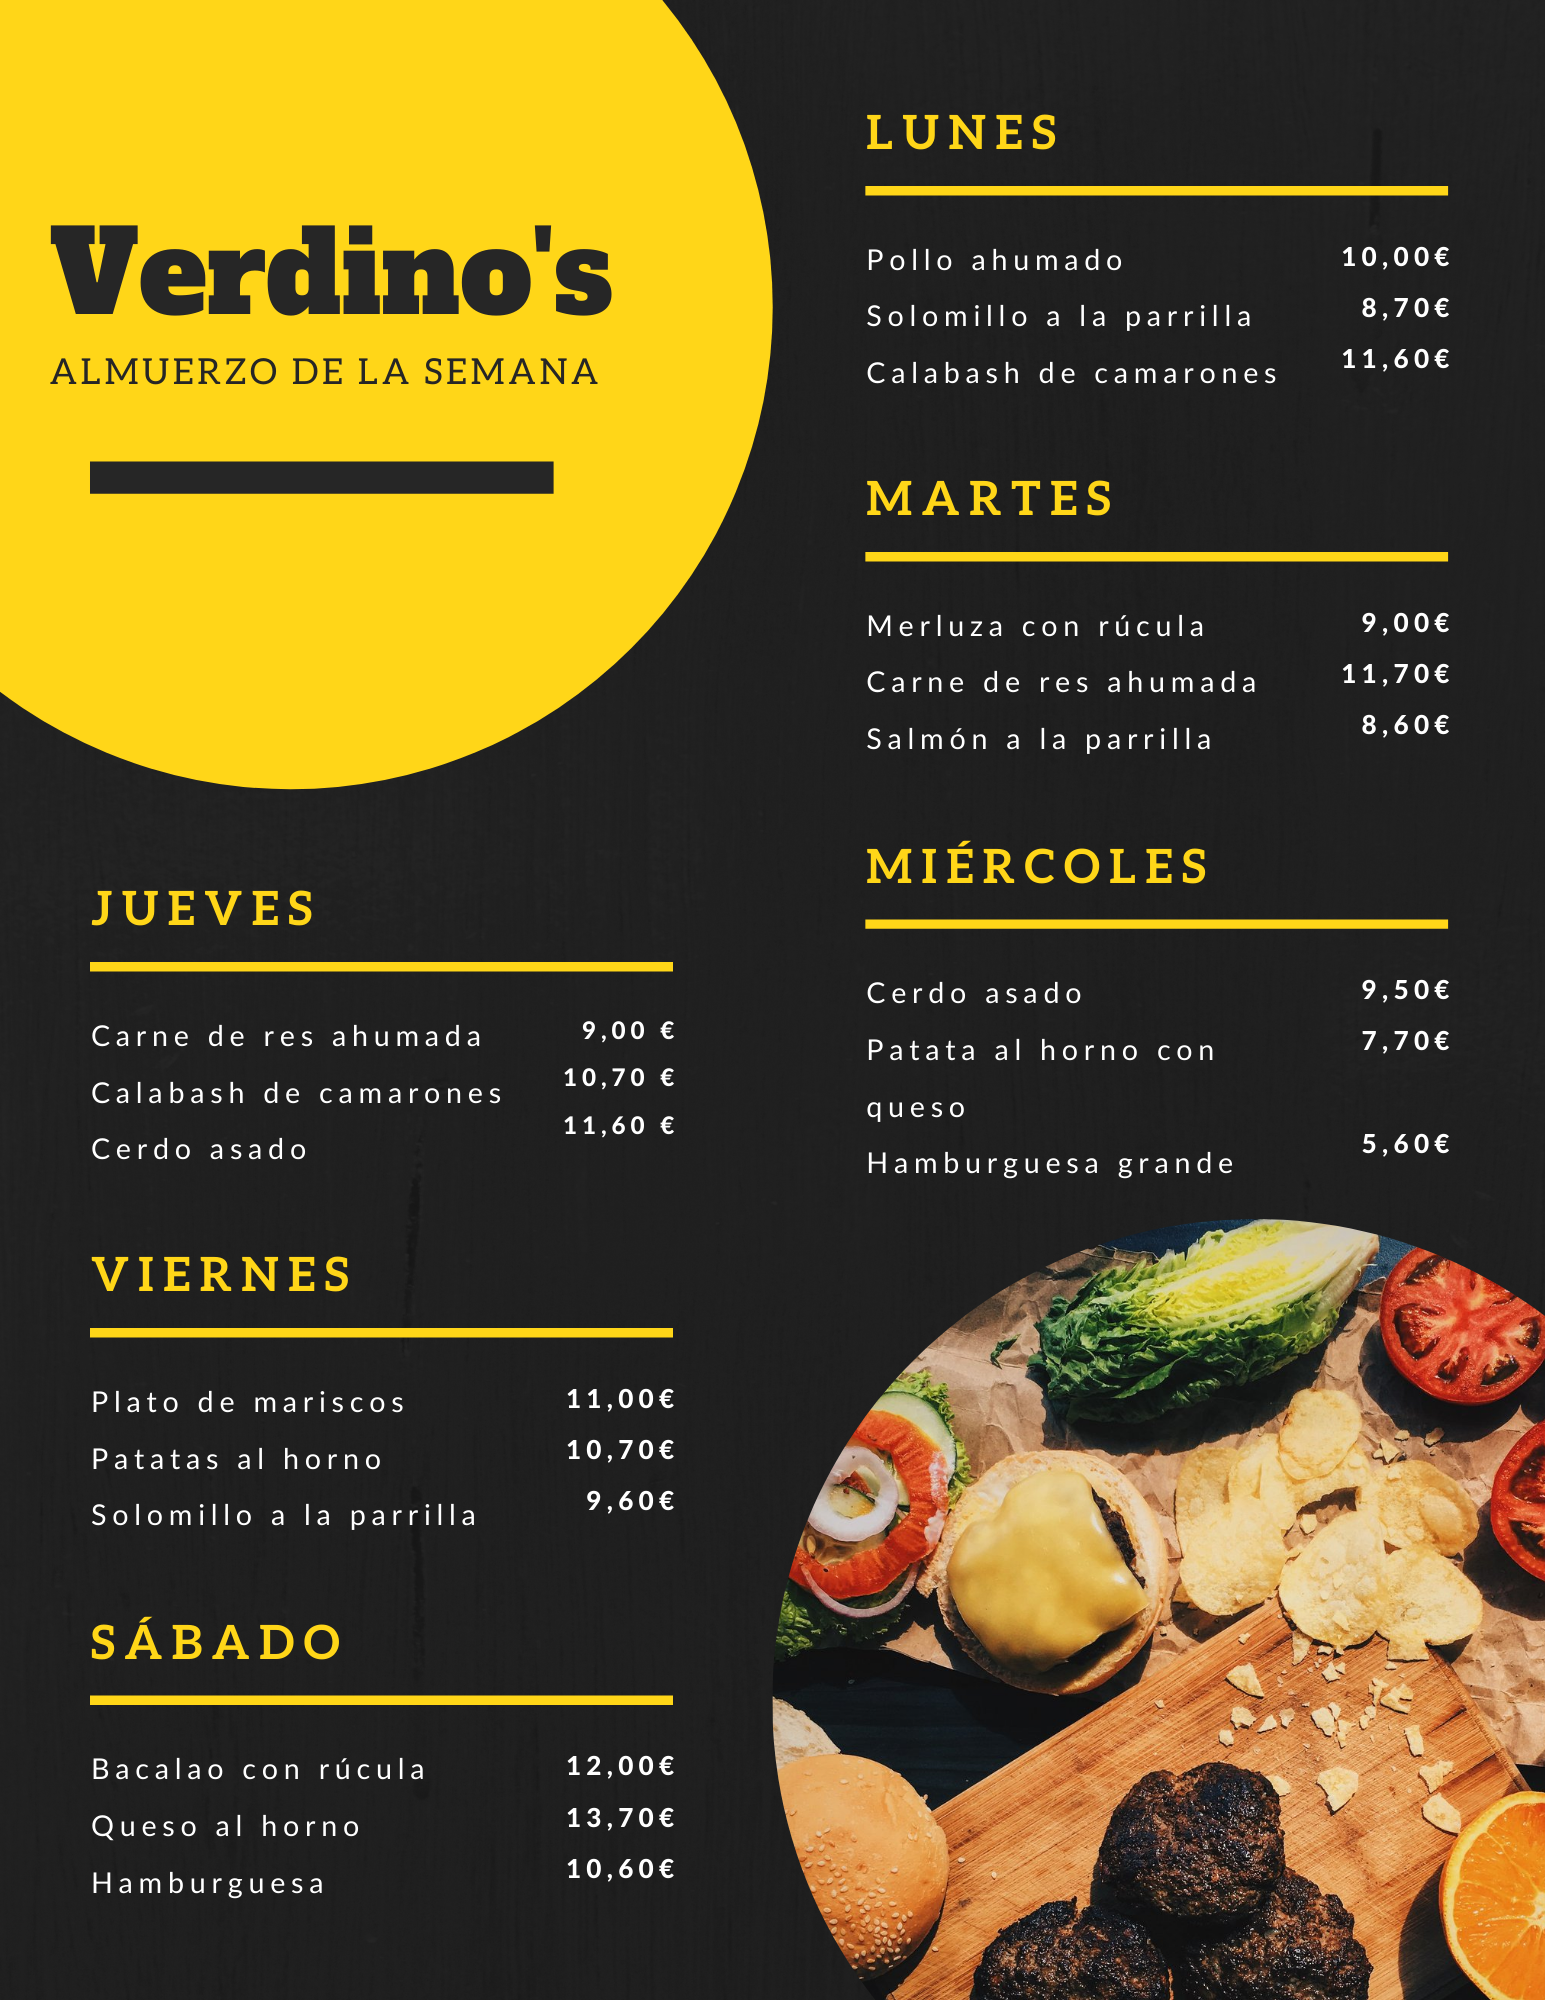 Verdino's
ALMUERZO DE LA SEMANA
LUNES
Pollo ahumado 10,00€
Solomillo a la parrilla 8,70€
Calabash de camarones 11,60€
MARTES
Merluza con rúcula 9,00€
Carne de res ahumada 11,70€
Salmón a la parrilla 8,60€
MIÉRCOLES
Cerdo asado 9,50€
Patata al horno con 7,70€
queso
Hamburguesa grande 5,60€
JUEVES
Carne de res ahumada 9,00 €
Calabash de camarones 10,70 €
Cerdo asado 11,60 €
VIERNES
Plato de mariscos 11,00€
Patatas al horno 10,70€
Solomillo a la parrilla 9,60€
SÁBADO
Bacalao con rúcula 12,00€
Queso al horno 13,70€
Hamburguesa 10,60€